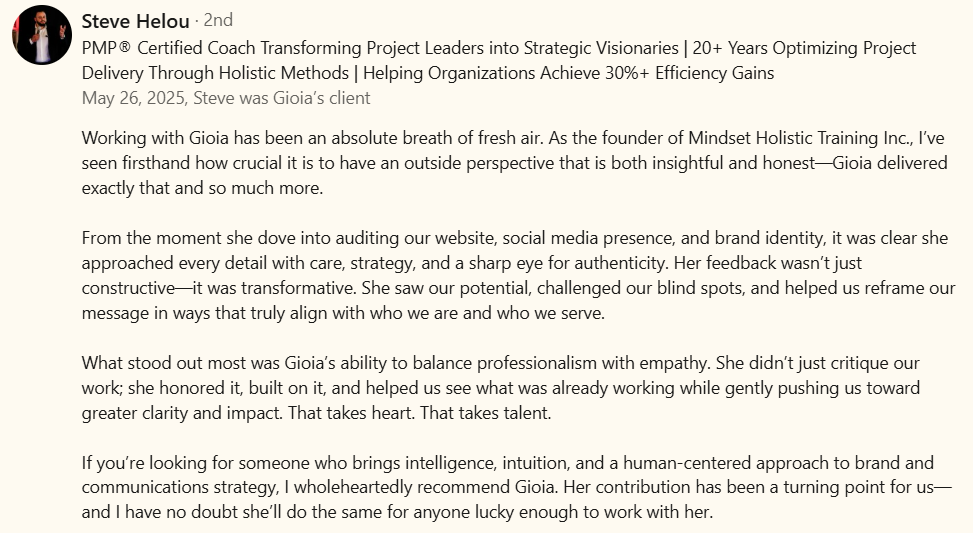 Steve Helou · 2nd
PMP® Certified Coach Transforming Project Leaders into Strategic Visionaries | 20+ Years Optimizing Project
Delivery Through Holistic Methods | Helping Organizations Achieve 30%+ Efficiency Gains
May 26, 2025, Steve was Gioia’s client
Working with Gioia has been an absolute breath of fresh air. As the founder of Mindset Holistic Training Inc., I’ve
seen firsthand how crucial it is to have an outside perspective that is both insightful and honest—Gioia delivered
exactly that and so much more.
From the moment she dove into auditing our website, social media presence, and brand identity, it was clear she
approached every detail with care, strategy, and a sharp eye for authenticity. Her feedback wasn’t just
constructive—it was transformative. She saw our potential, challenged our blind spots, and helped us reframe our
message in ways that truly align with who we are and who we serve.
What stood out most was Gioia’s ability to balance professionalism with empathy. She didn’t just critique our
work; she honored it, built on it, and helped us see what was already working while gently pushing us toward
greater clarity and impact. That takes heart. That takes talent.
If you’re looking for someone who brings intelligence, intuition, and a human-centered approach to brand and
communications strategy, I wholeheartedly recommend Gioia. Her contribution has been a turning point for us—
and I have no doubt she’ll do the same for anyone lucky enough to work with her.